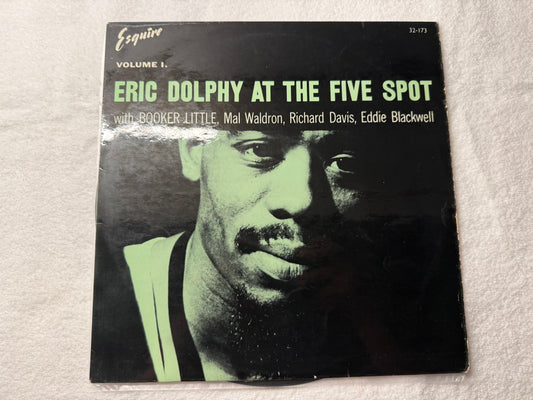 Esquire
32-173
VOLUME I.
ERIC DOLPHY AT THE FIVE SPOT
with BOOKER LITTLE, Mal Waldron, Richard Davis, Eddie Blackwell